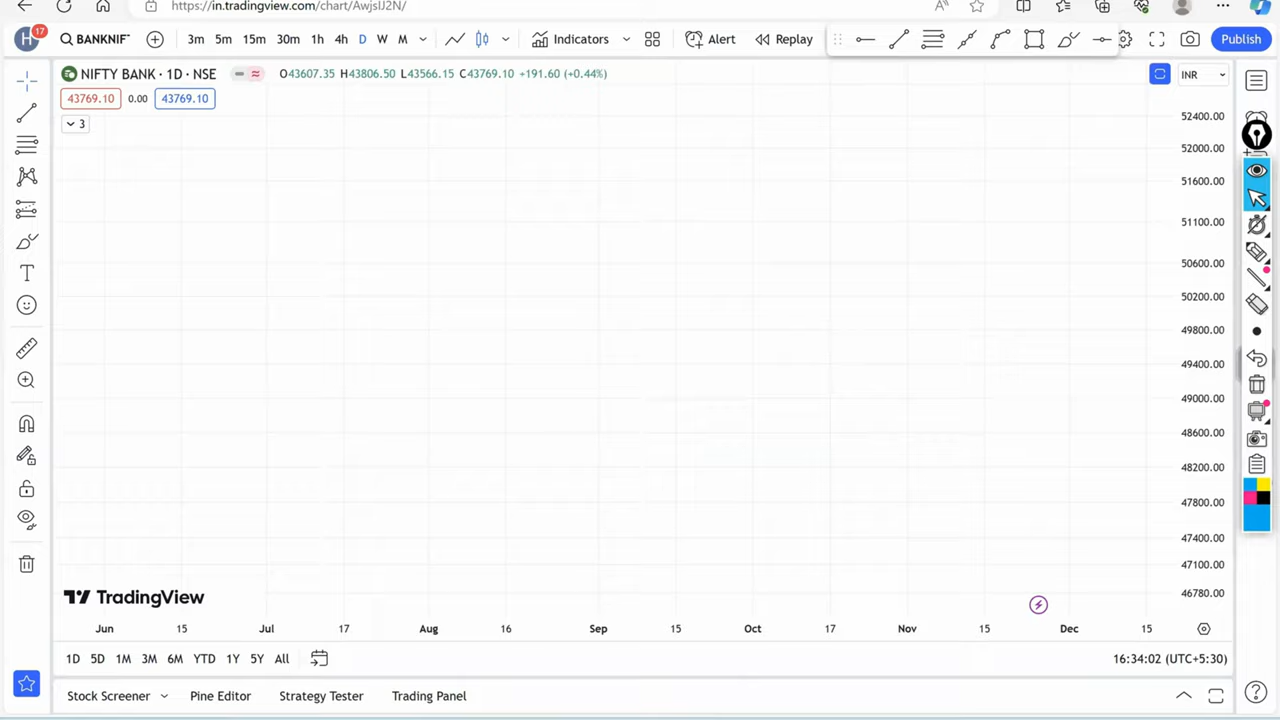 https://in.tradingview.com/chart/AwjsIJ2N/
H 17 BANKNIF 3m 5m 15m 30m 1h 4h D W M Indicators Alert Replay Publish
NIFTY BANK · 1D · NSE O43607.35 H43806.50 L43566.15 C43769.10 +191.60 (+0.44%) INR
43769.10 0.00 43769.10
3
52400.00
52000.00
51600.00
51100.00
50600.00
50200.00
49800.00
49400.00
49000.00
48600.00
48200.00
47800.00
47400.00
47100.00
46780.00
TradingView
Jun 15 Jul 17 Aug 16 Sep 15 Oct 17 Nov 15 Dec 15
1D 5D 1M 3M 6M YTD 1Y 5Y All 16:34:02 (UTC+5:30)
Stock Screener Pine Editor Strategy Tester Trading Panel